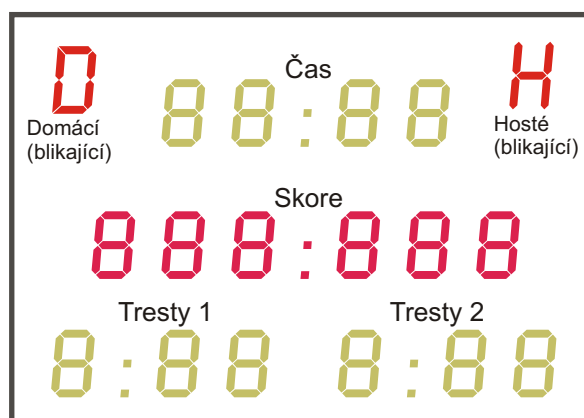 D
Čas
H
88:88
Domácí
(blikající)
Hosté
(blikající)
Skore
888:888
Tresty 1
Tresty 2
8:88
8:88